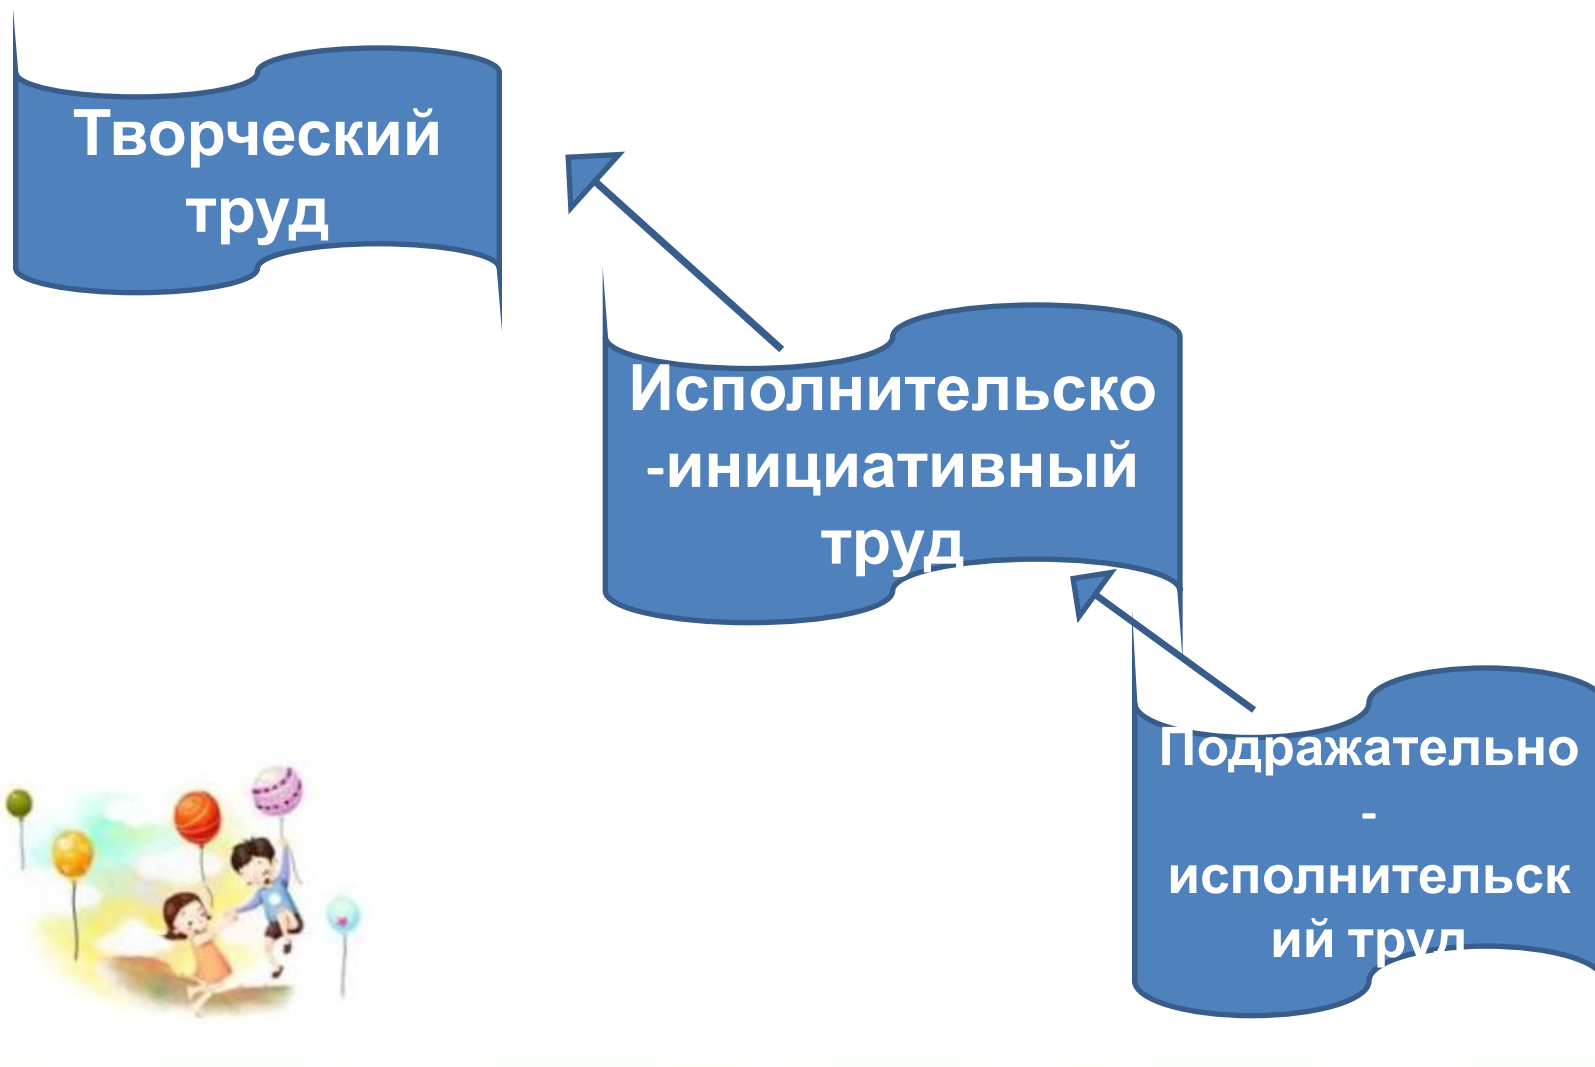 Творческий
труд
Исполнительско
-инициативный
труд
Подражательно
-
исполнительск
ий труд